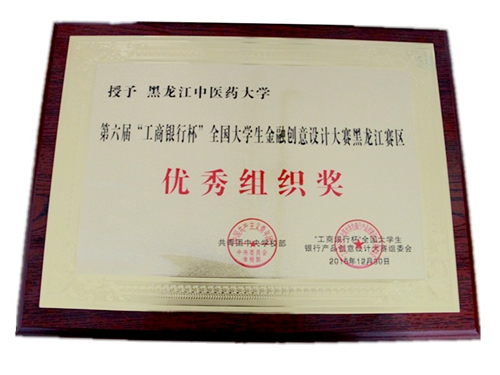 授予 黑龙江中医药大学
第六届“工商银行杯”全国大学生金融创意设计大赛黑龙江赛区
优秀组织奖
共青团中央学校部
“工商银行杯”全国大学生
银行产品创意设计大赛组委会
2015年12月30日